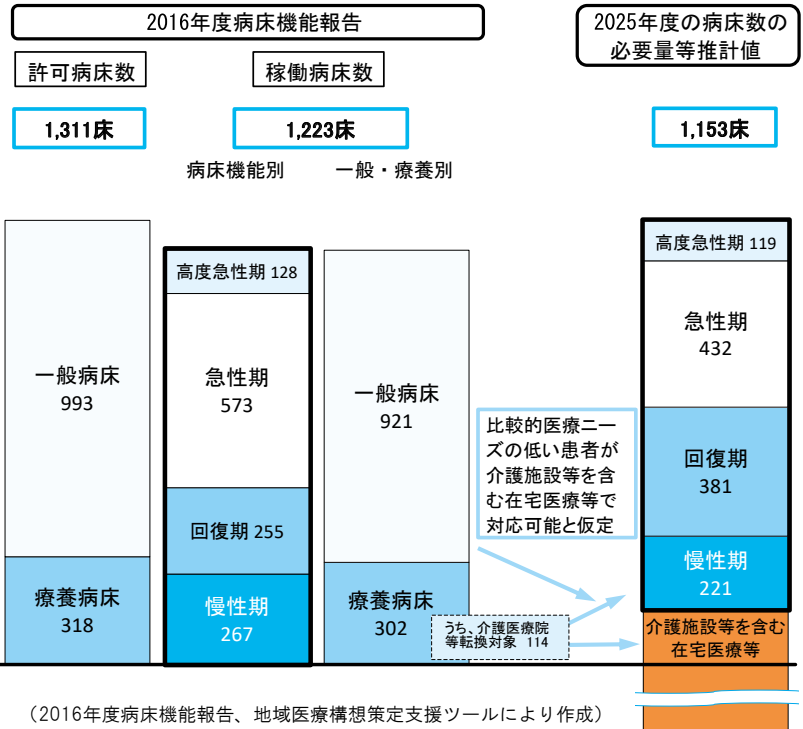 2016年度病床機能報告
2025年度の病床数の
必要量等推計値
許可病床数
稼働病床数
1,311床
1,223床
1,153床
病床機能別
一般・療養別
一般病床
993
療養病床
318
高度急性期 128
急性期
573
回復期 255
慢性期
267
一般病床
921
療養病床
302
比較的医療ニー
ズの低い患者が
介護施設等を含
む在宅医療等で
対応可能と仮定
うち、介護医療院
等転換対象 114
高度急性期 119
急性期
432
回復期
381
慢性期
221
介護施設等を含む
在宅医療等
（2016年度病床機能報告、地域医療構想策定支援ツールにより作成）